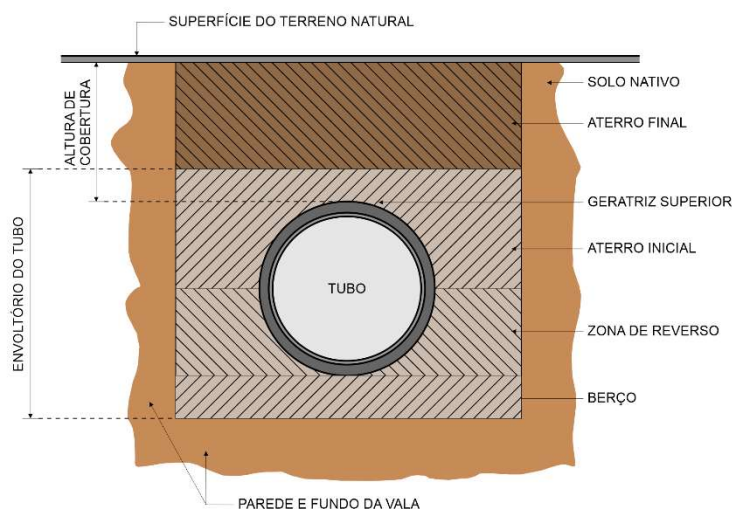 SUPERFÍCIE DO TERRENO NATURAL
ALTURA DE
COBERTURA
SOLO NATIVO
ATERRO FINAL
GERATRIZ SUPERIOR
ENVOLTÓRIO DO TUBO
ATERRO INICIAL
TUBO
ZONA DE REVERSO
BERÇO
PAREDE E FUNDO DA VALA